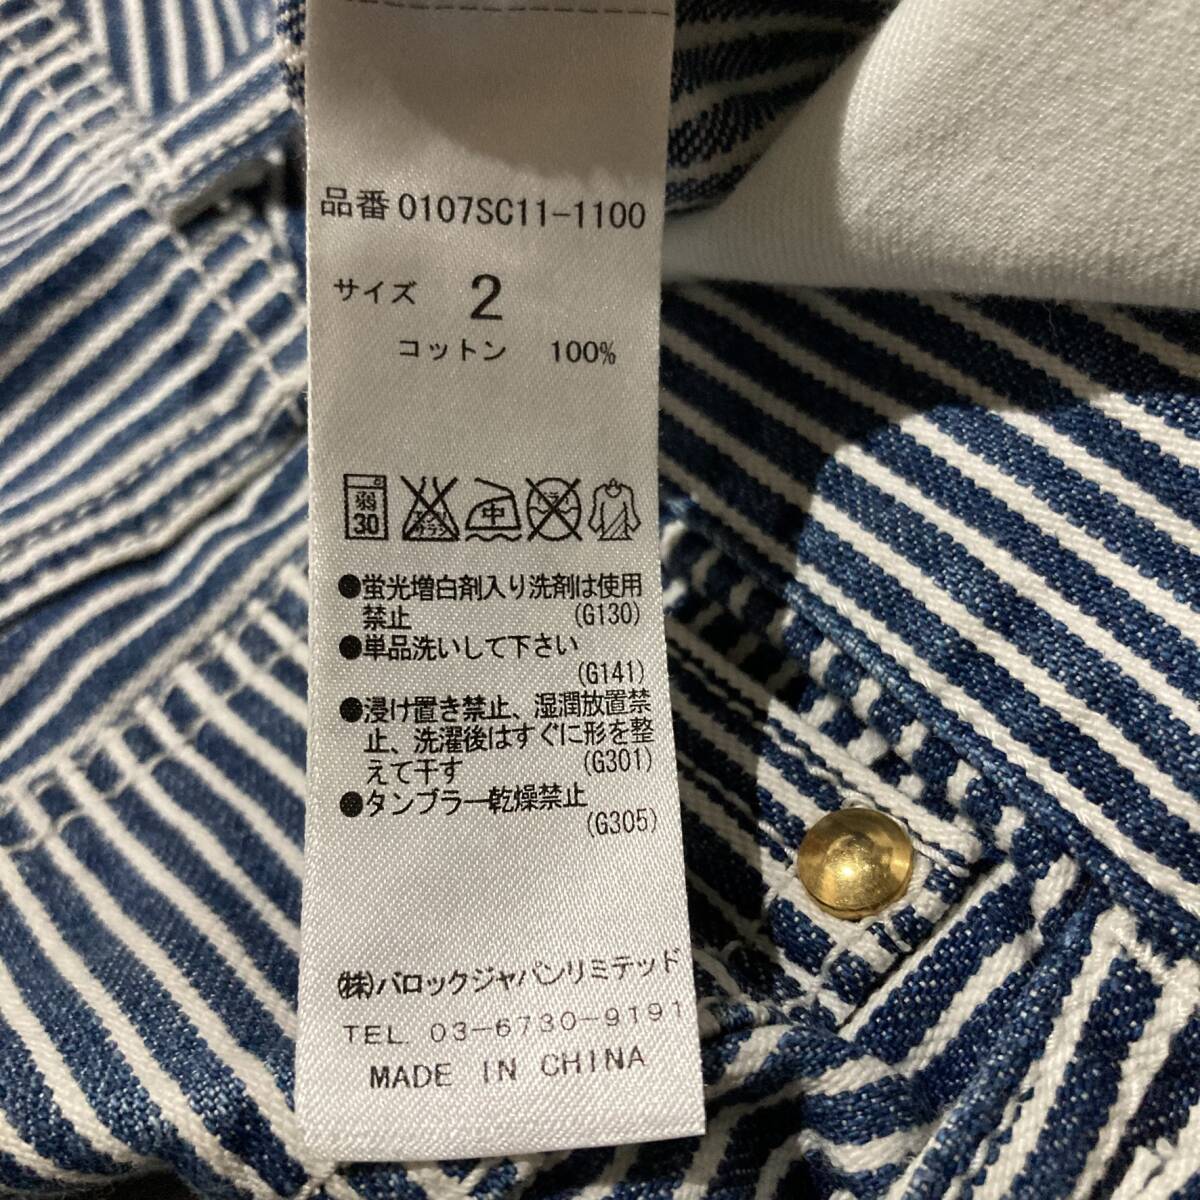 品番 0107SC11-1100
サイズ 2
コットン 100%
弱 30 中
●蛍光増白剤入り洗剤は使用
禁止 (G130)
●単品洗いして下さい
(G141)
●浸け置き禁止、湿潤放置禁
止、洗濯後はすぐに形を整
えて干す (G301)
●タンブラー乾燥禁止
(G305)
㈱バロックジャパンリミテッド
TEL 03-6730-9191
MADE IN CHINA